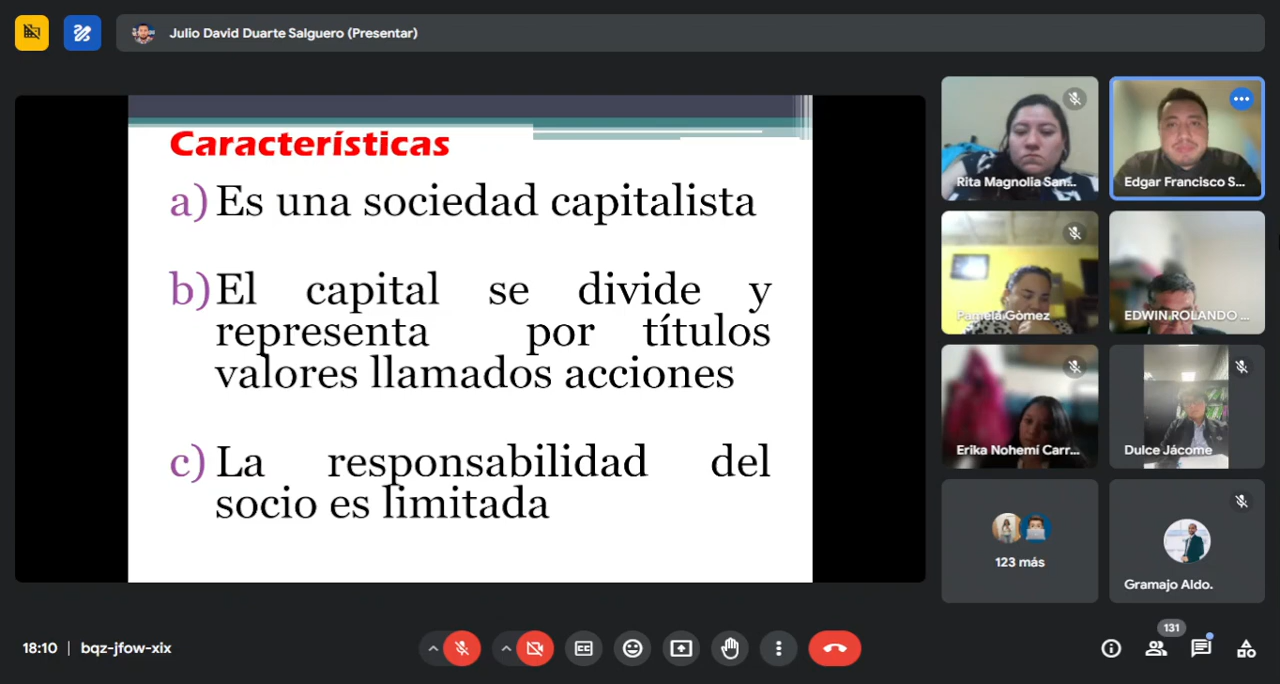 Julio David Duarte Salguero (Presentar)
Características
a) Es una sociedad capitalista
b) El capital se divide y
representa por títulos
valores llamados acciones
c) La responsabilidad del
socio es limitada
Rita Magnolia San...
Edgar Francisco S...
Pamela Gómez
EDWIN ROLANDO ...
Erika Nohemí Carr...
Dulce Jácome
123 más
Gramajo Aldo.
18:10 | bqz-jfow-xix
CC
131